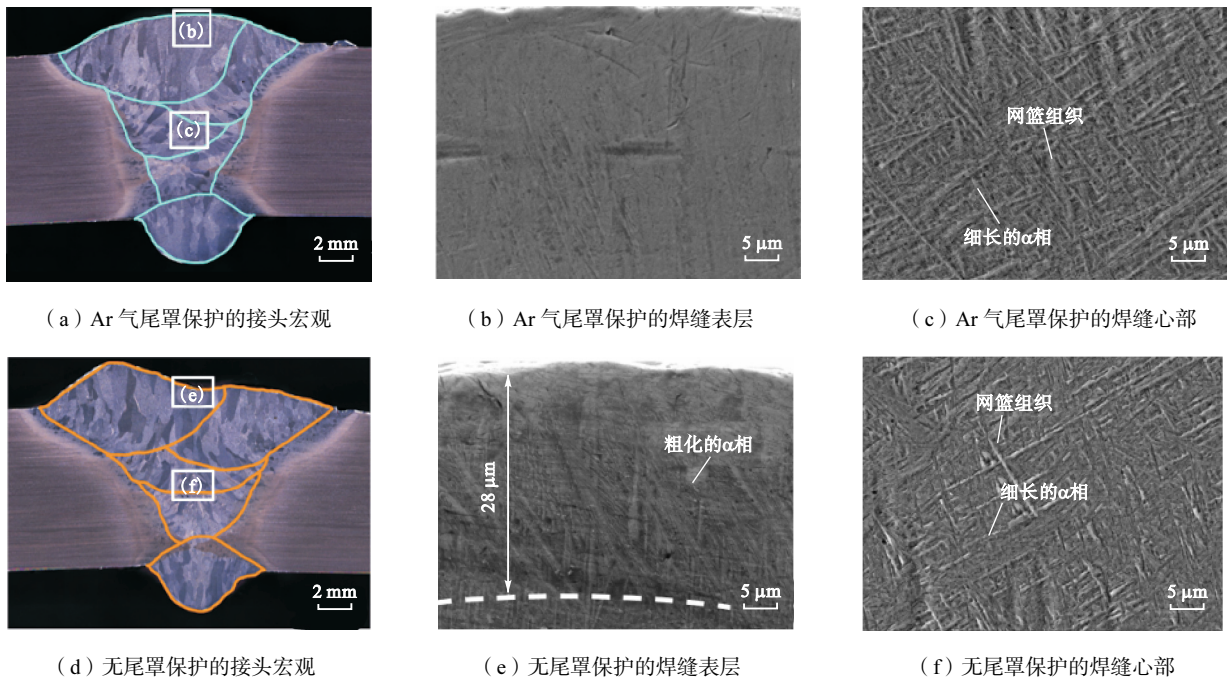 (b)
(c)
2 mm
5 μm
网篮组织
细长的α相
5 μm
（a）Ar 气尾罩保护的接头宏观
（b）Ar 气尾罩保护的焊缝表层
（c）Ar 气尾罩保护的焊缝心部
(e)
(f)
2 mm
28 μm
粗化的α相
5 μm
网篮组织
细长的α相
5 μm
（d）无尾罩保护的接头宏观
（e）无尾罩保护的焊缝表层
（f）无尾罩保护的焊缝心部